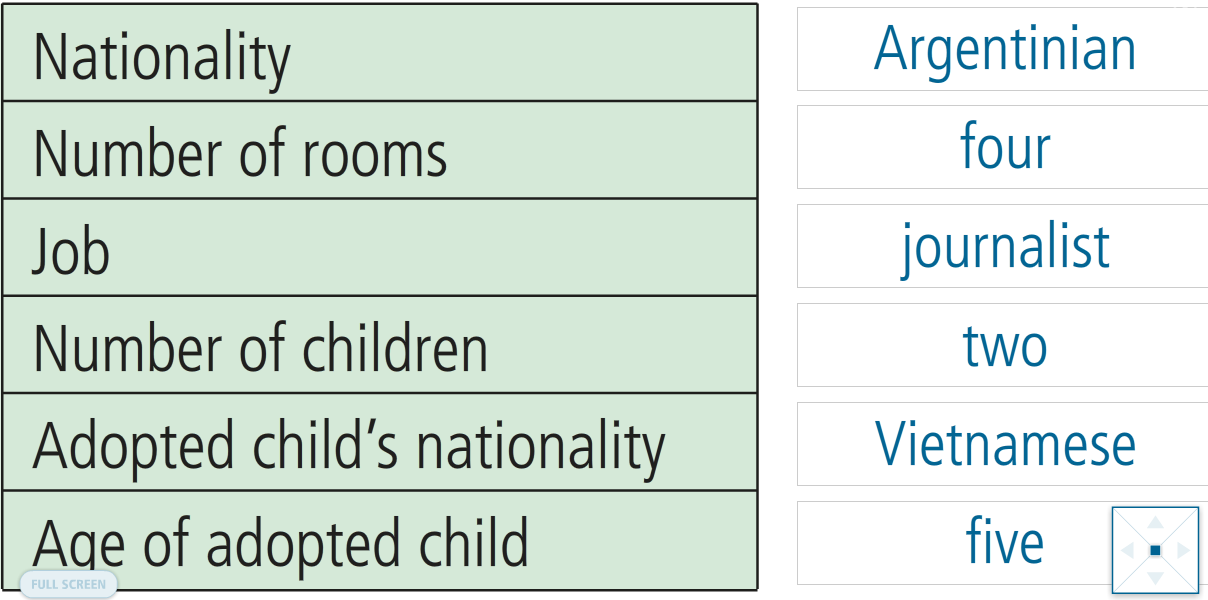 Nationality
Argentinian
Number of rooms
four
Job
journalist
Number of children
two
Adopted child's nationality
Vietnamese
Age of adopted child
five
FULL SCREEN